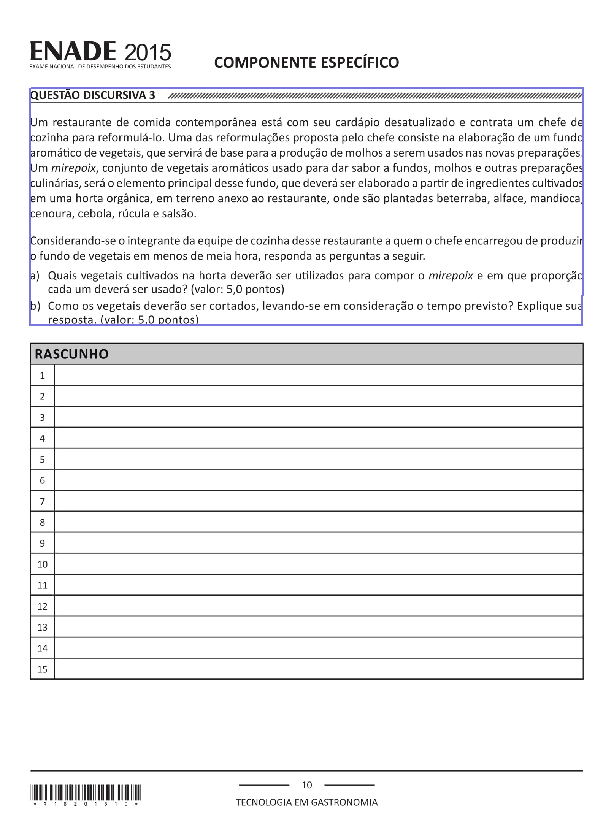 ENADE 2015
EXAME NACIONAL DE DESEMPENHO DOS ESTUDANTES
COMPONENTE ESPECÍFICO
QUESTÃO DISCURSIVA 3
Um restaurante de comida contemporânea está com seu cardápio desatualizado e contrata um chefe de
cozinha para reformulá-lo. Uma das reformulações proposta pelo chefe consiste na elaboração de um fundo
aromático de vegetais, que servirá de base para a produção de molhos a serem usados nas novas preparações.
Um mirepoix, conjunto de vegetais aromáticos usado para dar sabor a fundos, molhos e outras preparações
culinárias, será o elemento principal desse fundo, que deverá ser elaborado a partir de ingredientes cultivados
em uma horta orgânica, em terreno anexo ao restaurante, onde são plantadas beterraba, alface, mandioca,
cenoura, cebola, rúcula e salsão.
Considerando-se o integrante da equipe de cozinha desse restaurante a quem o chefe encarregou de produzir
o fundo de vegetais em menos de meia hora, responda as perguntas a seguir.
a) Quais vegetais cultivados na horta deverão ser utilizados para compor o mirepoix e em que proporção
cada um deverá ser usado? (valor: 5,0 pontos)
b) Como os vegetais deverão ser cortados, levando-se em consideração o tempo previsto? Explique sua
resposta. (valor: 5,0 pontos)
RASCUNHO
1
2
3
4
5
6
7
8
9
10
11
12
13
14
15
10
TECNOLOGIA EM GASTRONOMIA